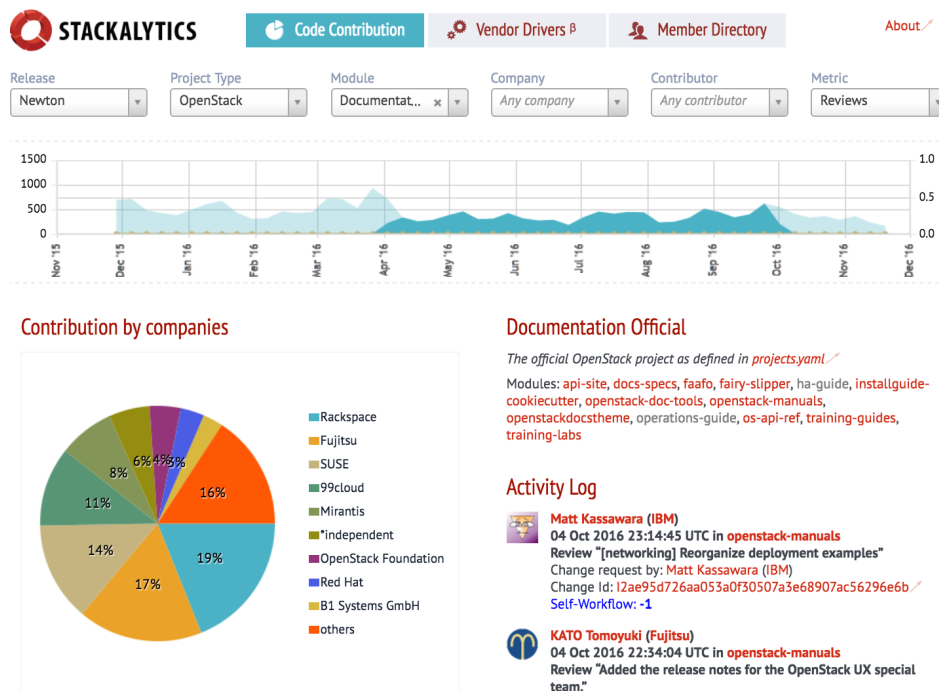 STACKALYTICS
Code Contribution
Vendor Drivers β
Member Directory
About
Release
Project Type
Module
Company
Contributor
Metric
Newton
OpenStack
Documentat...
Any company
Any contributor
Reviews
1500
1000
500
0
1.0
0.5
0.0
Nov '15
Dec '15
Jan '16
Feb '16
Mar '16
Apr '16
May '16
Jun '16
Jul '16
Aug '16
Sep '16
Oct '16
Nov '16
Dec '16
Contribution by companies
19%
17%
14%
11%
8%
6%
4%
3%
16%
Rackspace
Fujitsu
SUSE
99cloud
Mirantis
*independent
OpenStack Foundation
Red Hat
B1 Systems GmbH
others
Documentation Official
The official OpenStack project as defined in projects.yaml
Modules: api-site, docs-specs, faafo, fairy-slipper, ha-guide, installguide-
cookiecutter, openstack-doc-tools, openstack-manuals,
openstackdocstheme, operations-guide, os-api-ref, training-guides,
training-labs
Activity Log
Matt Kassawara (IBM)
04 Oct 2016 23:14:45 UTC in openstack-manuals
Review “[networking] Reorganize deployment examples”
Change request by: Matt Kassawara (IBM)
Change Id: I2ae95d726aa053a0f30507a3e68907ac56296e6b
Self-Workflow: -1
KATO Tomoyuki (Fujitsu)
04 Oct 2016 22:34:04 UTC in openstack-manuals
Review “Added the release notes for the OpenStack UX special
team.”